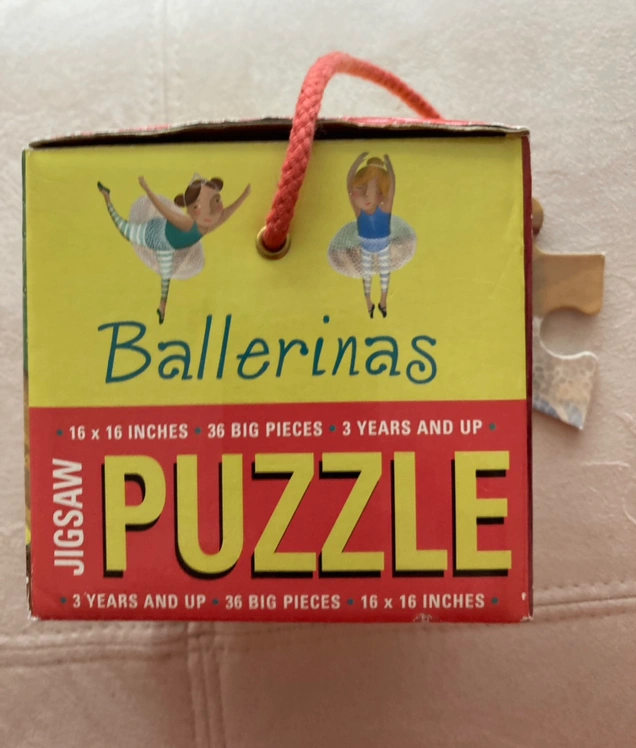 Ballerinas
• 16 x 16 INCHES • 36 BIG PIECES • 3 YEARS AND UP •
JIGSAW
PUZZLE
• 3 YEARS AND UP • 36 BIG PIECES • 16 x 16 INCHES •